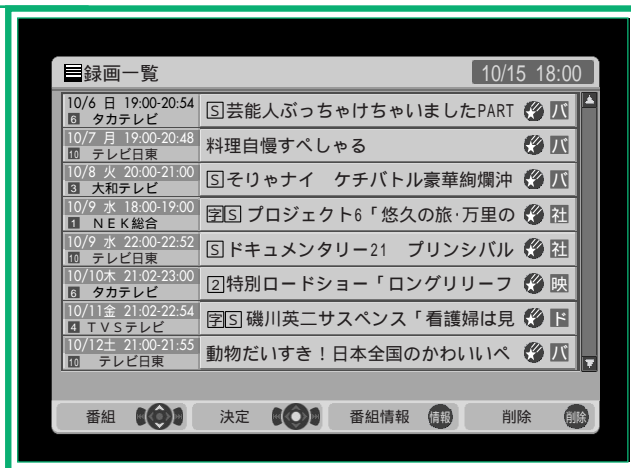 録画一覧 10/15 18:00
10/6 日 19:00-20:54
6 タカテレビ
S芸能人ぶっちゃけちゃいましたPART バ
10/7 月 19:00-20:48
10 テレビ日東
料理自慢すぺしゃる バ
10/8 火 20:00-21:00
3 大和テレビ
Sそりゃナイ ケチバトル豪華絢爛沖 バ
10/9 水 18:00-19:00
1 NEK総合
字S プロジェクト6「悠久の旅・万里の 社
10/9 水 22:00-22:52
10 テレビ日東
Sドキュメンタリー21 プリンシバル 社
10/10木 21:02-23:00
6 タカテレビ
2特別ロードショー「ロングリリーフ 映
10/11金 21:02-22:54
4 TVSテレビ
字S 磯川英二サスペンス「看護婦は見 ド
10/12土 21:00-21:55
10 テレビ日東
動物だいすき！日本全国のかわいいペ バ
番組 決定 番組情報 情報 削除 削除